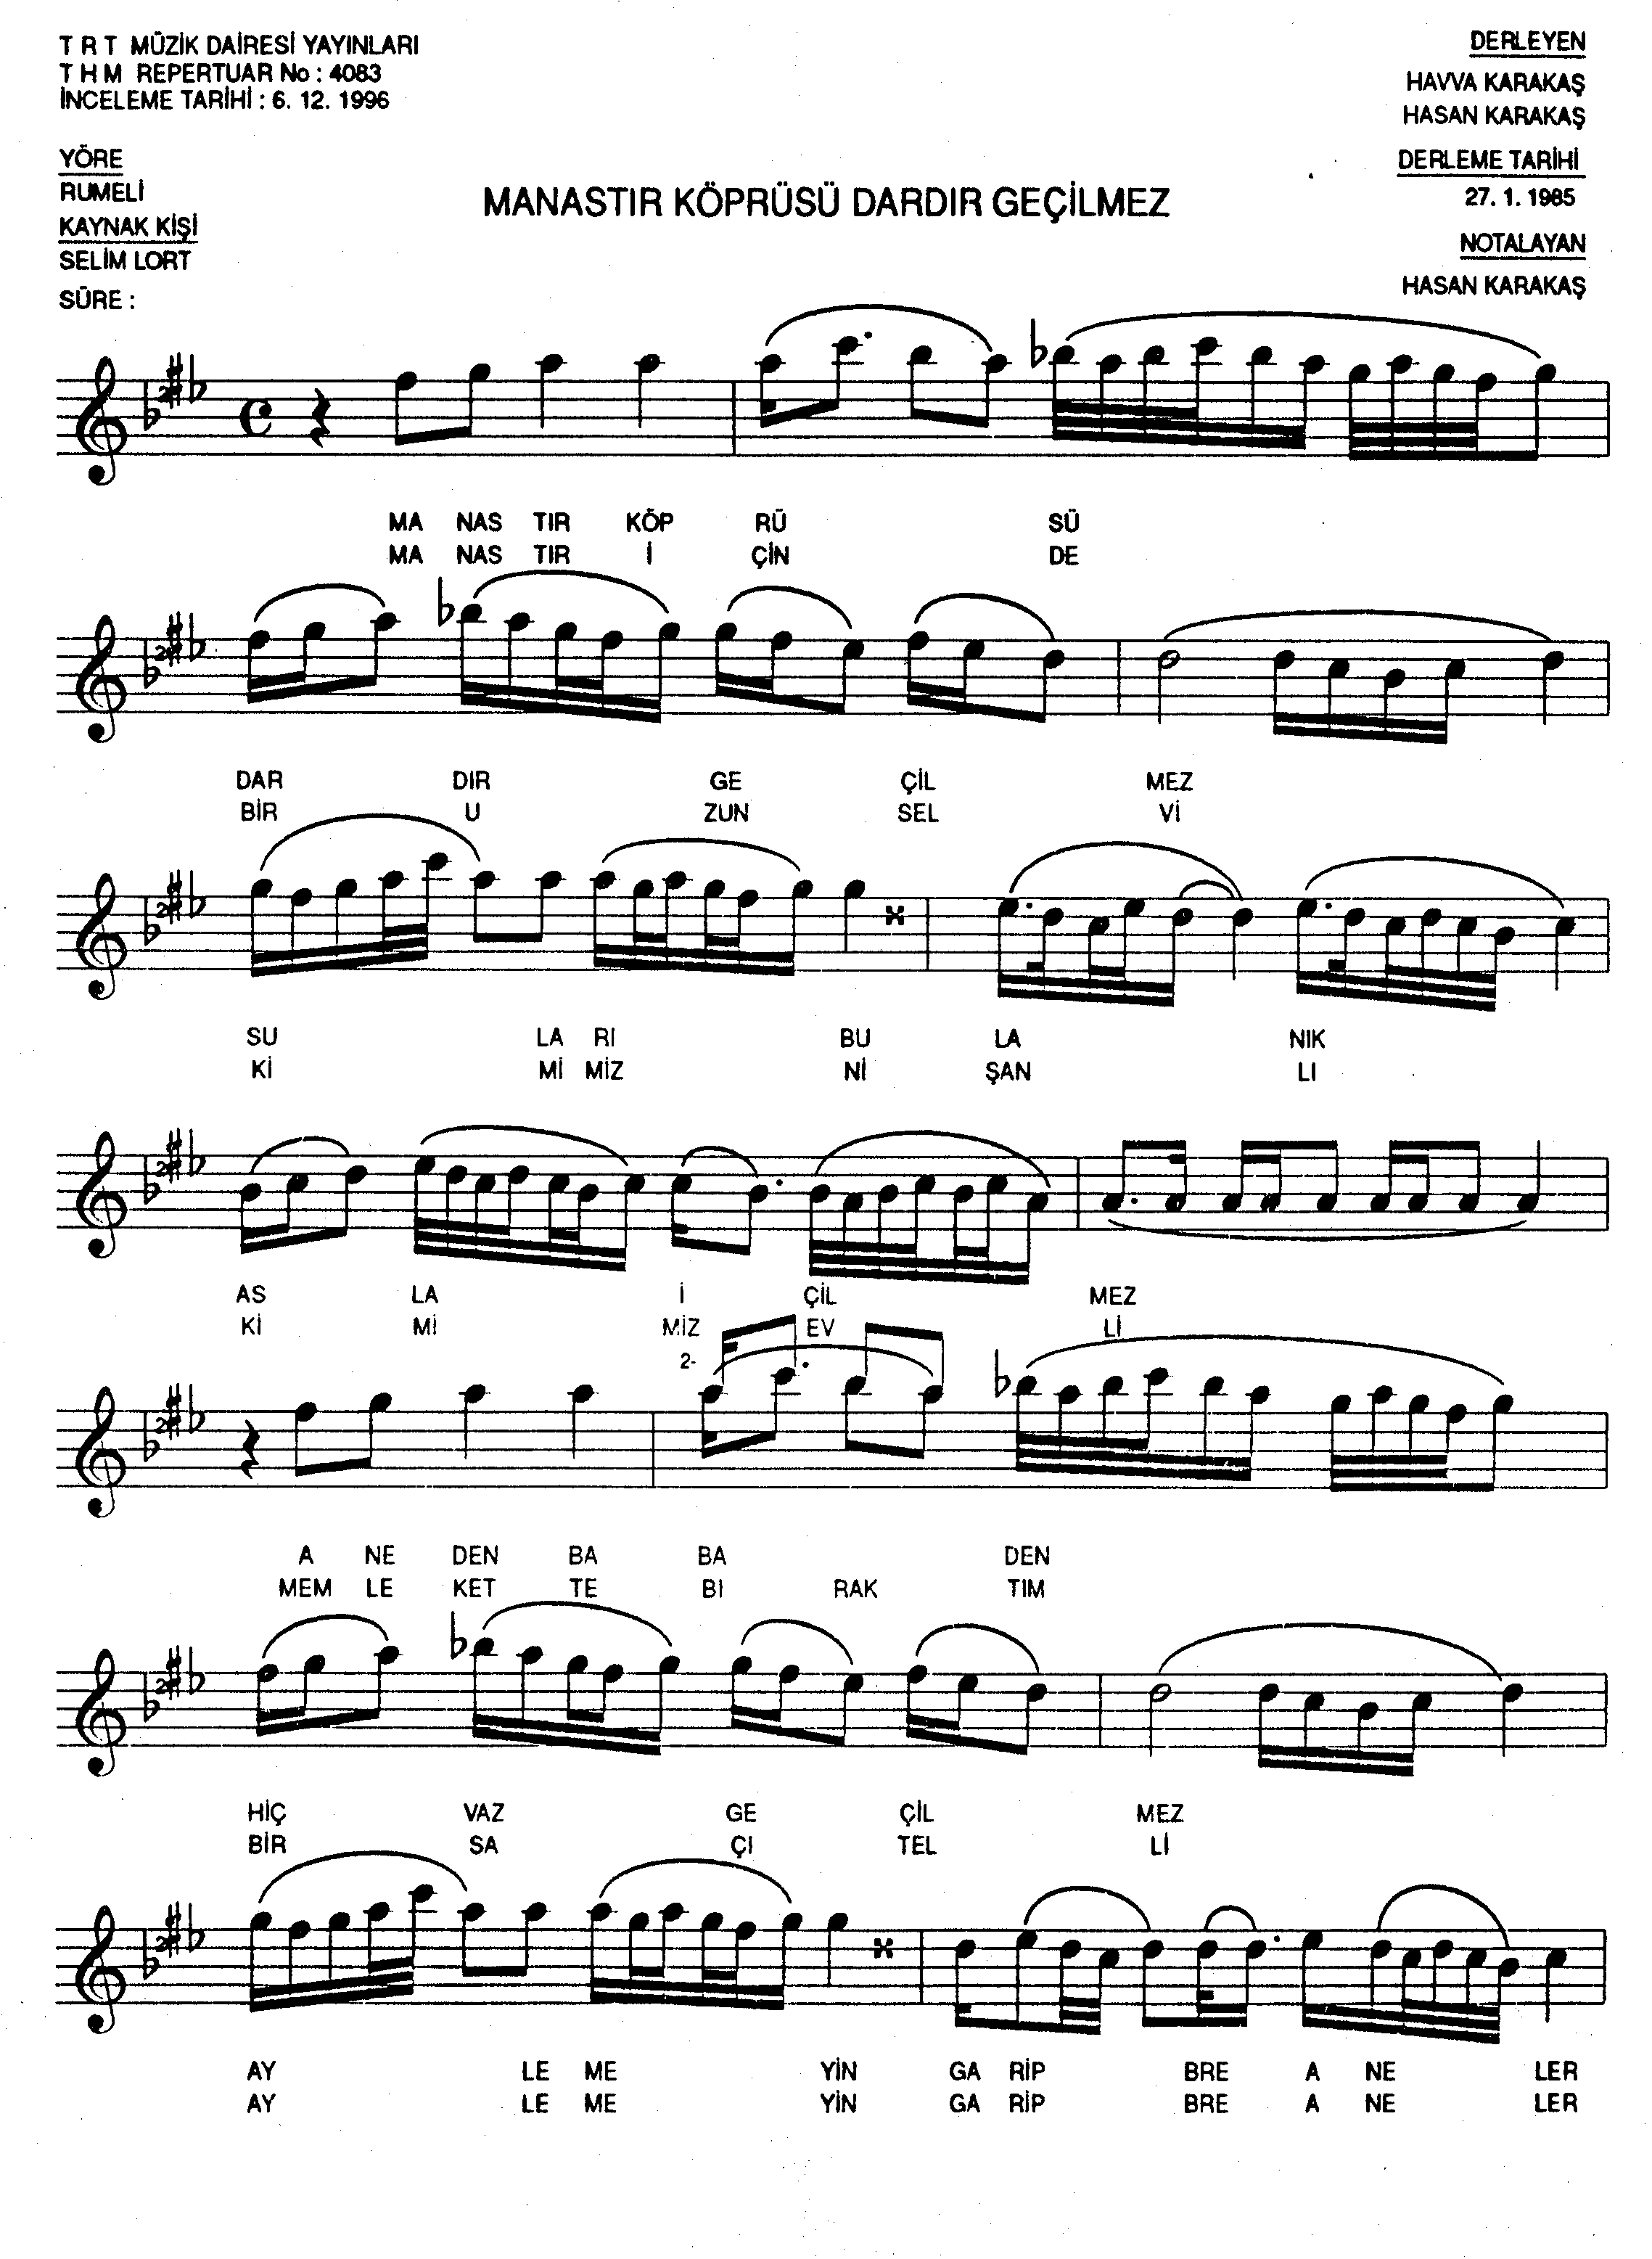 T R T MÜZİK DAİRESİ YAYINLARI
T H M REPERTUAR No : 4083
İNCELEME TARİHİ : 6. 12. 1996
YÖRE
RUMELİ
KAYNAK KİŞİ
SELİM LORT
SÜRE :
MANASTIR KÖPRÜSÜ DARDIR GEÇİLMEZ
DERLEYEN
HAVVA KARAKAŞ
HASAN KARAKAŞ
DERLEME TARİHİ
27. 1. 1985
NOTALAYAN
HASAN KARAKAŞ
MA NAS TIR KÖP RÜ SÜ
MA NAS TIR İ ÇİN DE
DAR DIR GE ÇİL MEZ
BİR U ZUN SEL Vİ
SU LA RI BU LA NIK
Kİ Mİ MİZ Nİ ŞAN LI
AS LA İ ÇİL MEZ
Kİ Mİ MİZ EV Lİ
2-
A NE DEN BA BA DEN
MEM LE KET TE BI RAK TIM
HİÇ VAZ GE ÇİL MEZ
BİR SA ÇI TEL Lİ
AY LE ME YİN GA RİP BRE A NE LER
AY LE ME YİN GA RİP BRE A NE LER